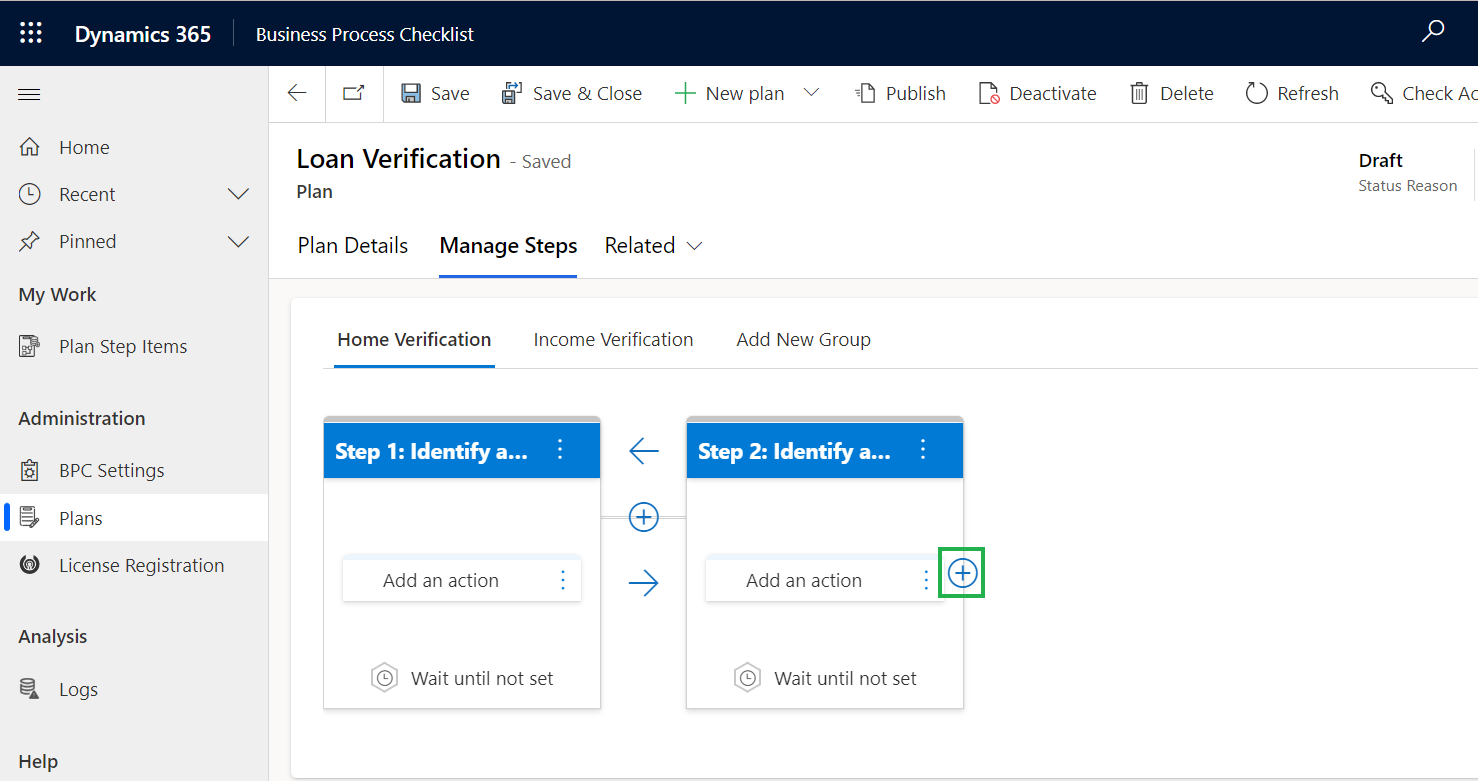 Dynamics 365 Business Process Checklist
Save Save & Close New plan Publish Deactivate Delete Refresh Check Ac
Home
Recent
Pinned
My Work
Plan Step Items
Administration
BPC Settings
Plans
License Registration
Analysis
Logs
Help
Loan Verification - Saved
Plan
Draft
Status Reason
Plan Details Manage Steps Related
Home Verification Income Verification Add New Group
Step 1: Identify a...
Add an action
Wait until not set
Step 2: Identify a...
Add an action
Wait until not set